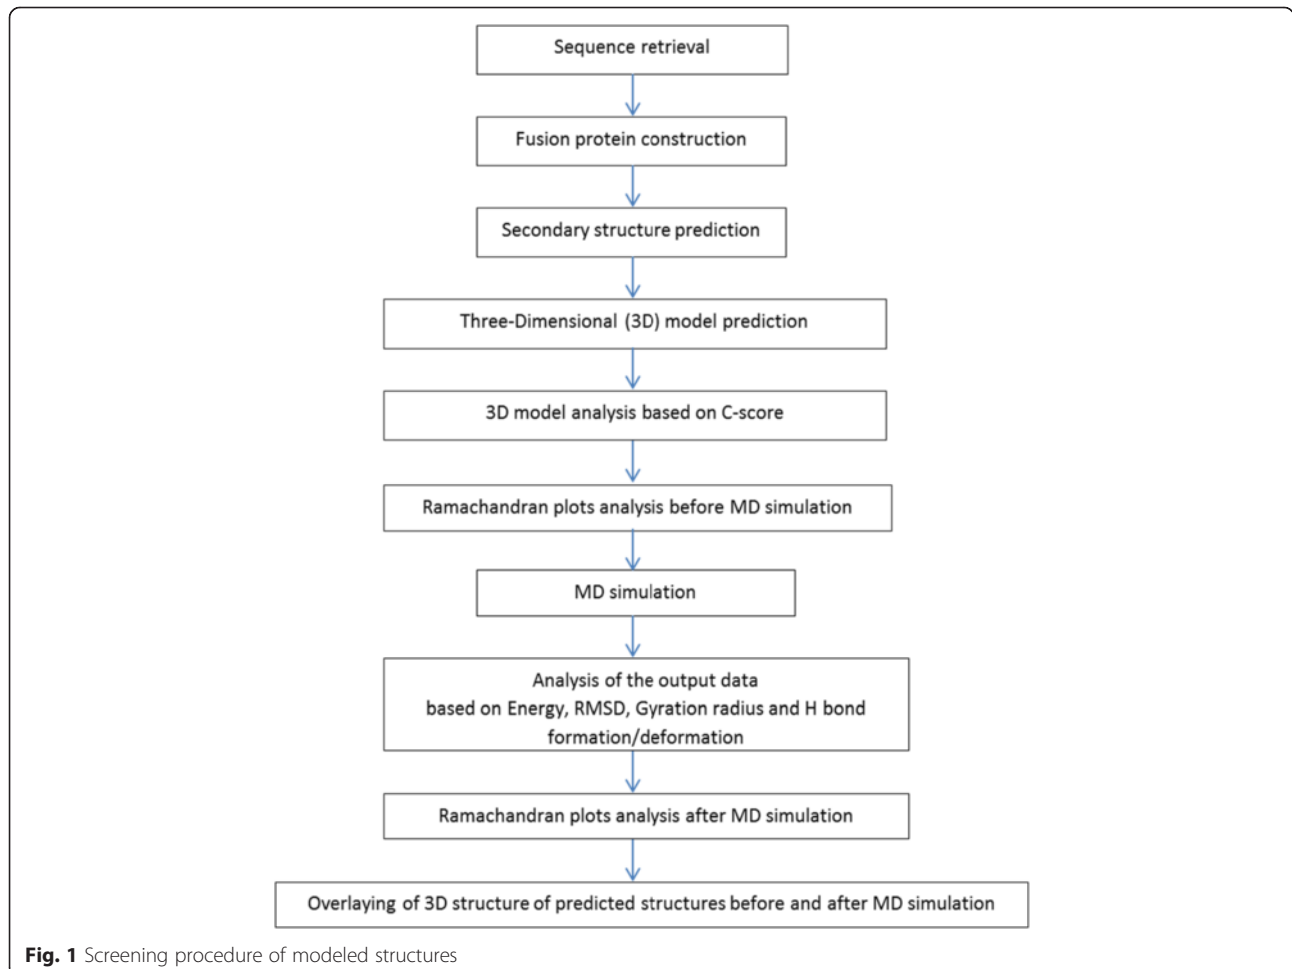 Sequence retrieval
Fusion protein construction
Secondary structure prediction
Three-Dimensional (3D) model prediction
3D model analysis based on C-score
Ramachandran plots analysis before MD simulation
MD simulation
Analysis of the output data
based on Energy, RMSD, Gyration radius and H bond
formation/deformation
Ramachandran plots analysis after MD simulation
Overlaying of 3D structure of predicted structures before and after MD simulation
Fig. 1 Screening procedure of modeled structures